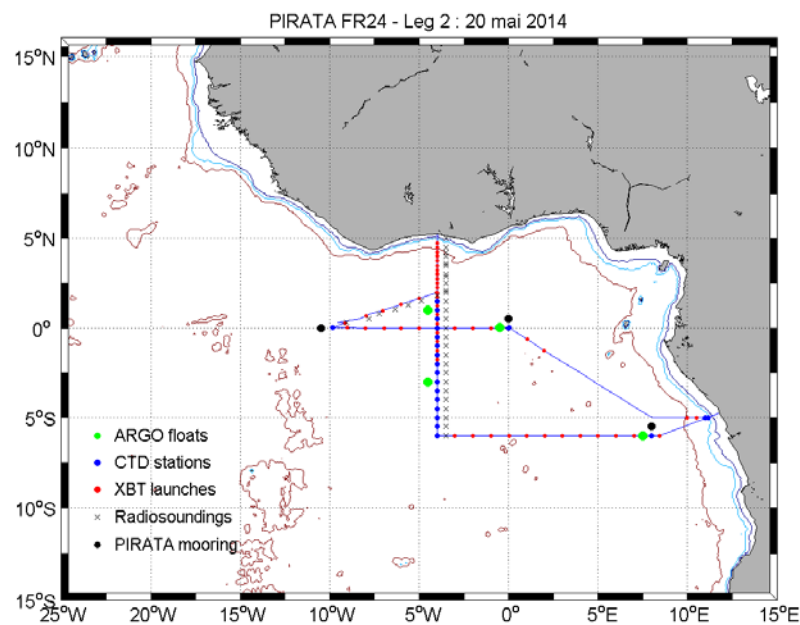 PIRATA FR24 - Leg 2 : 20 mai 2014
15°N
10°N
5°N
0°
5°S
10°S
15°S
ARGO floats
CTD stations
XBT launches
Radiosoundings
PIRATA mooring
25°W 20°W 15°W 10°W 5°W 0° 5°E 10°E 15°E